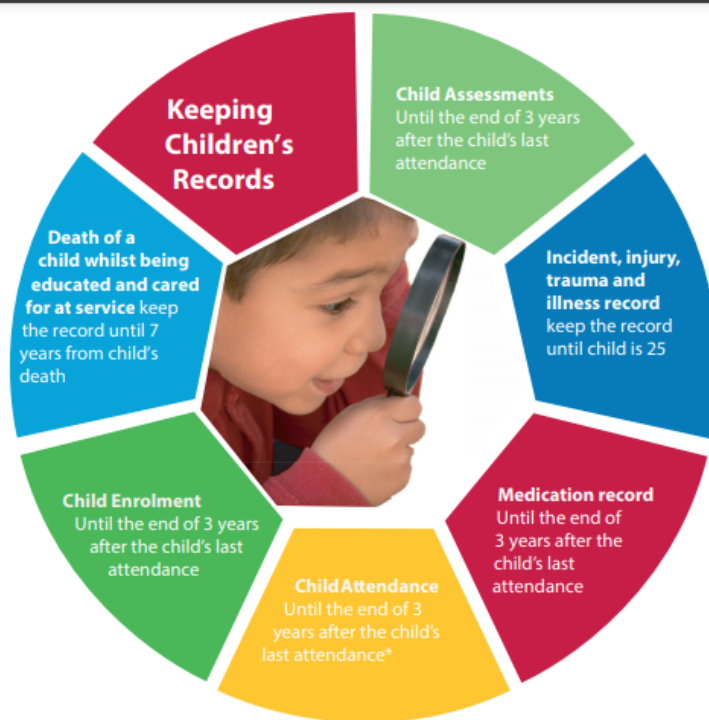 Keeping
Children's
Records
Child Assessments
Until the end of 3 years
after the child's last
attendance
Incident, injury,
trauma and
illness record
keep the record
until child is 25
Medication record
Until the end of
3 years after the
child's last
attendance
Child Attendance
Until the end of 3
years after the child's
last attendance*
Child Enrolment
Until the end of 3 years
after the child's last
attendance
Death of a
child whilst being
educated and cared
for at service keep
the record until 7
years from child's
death